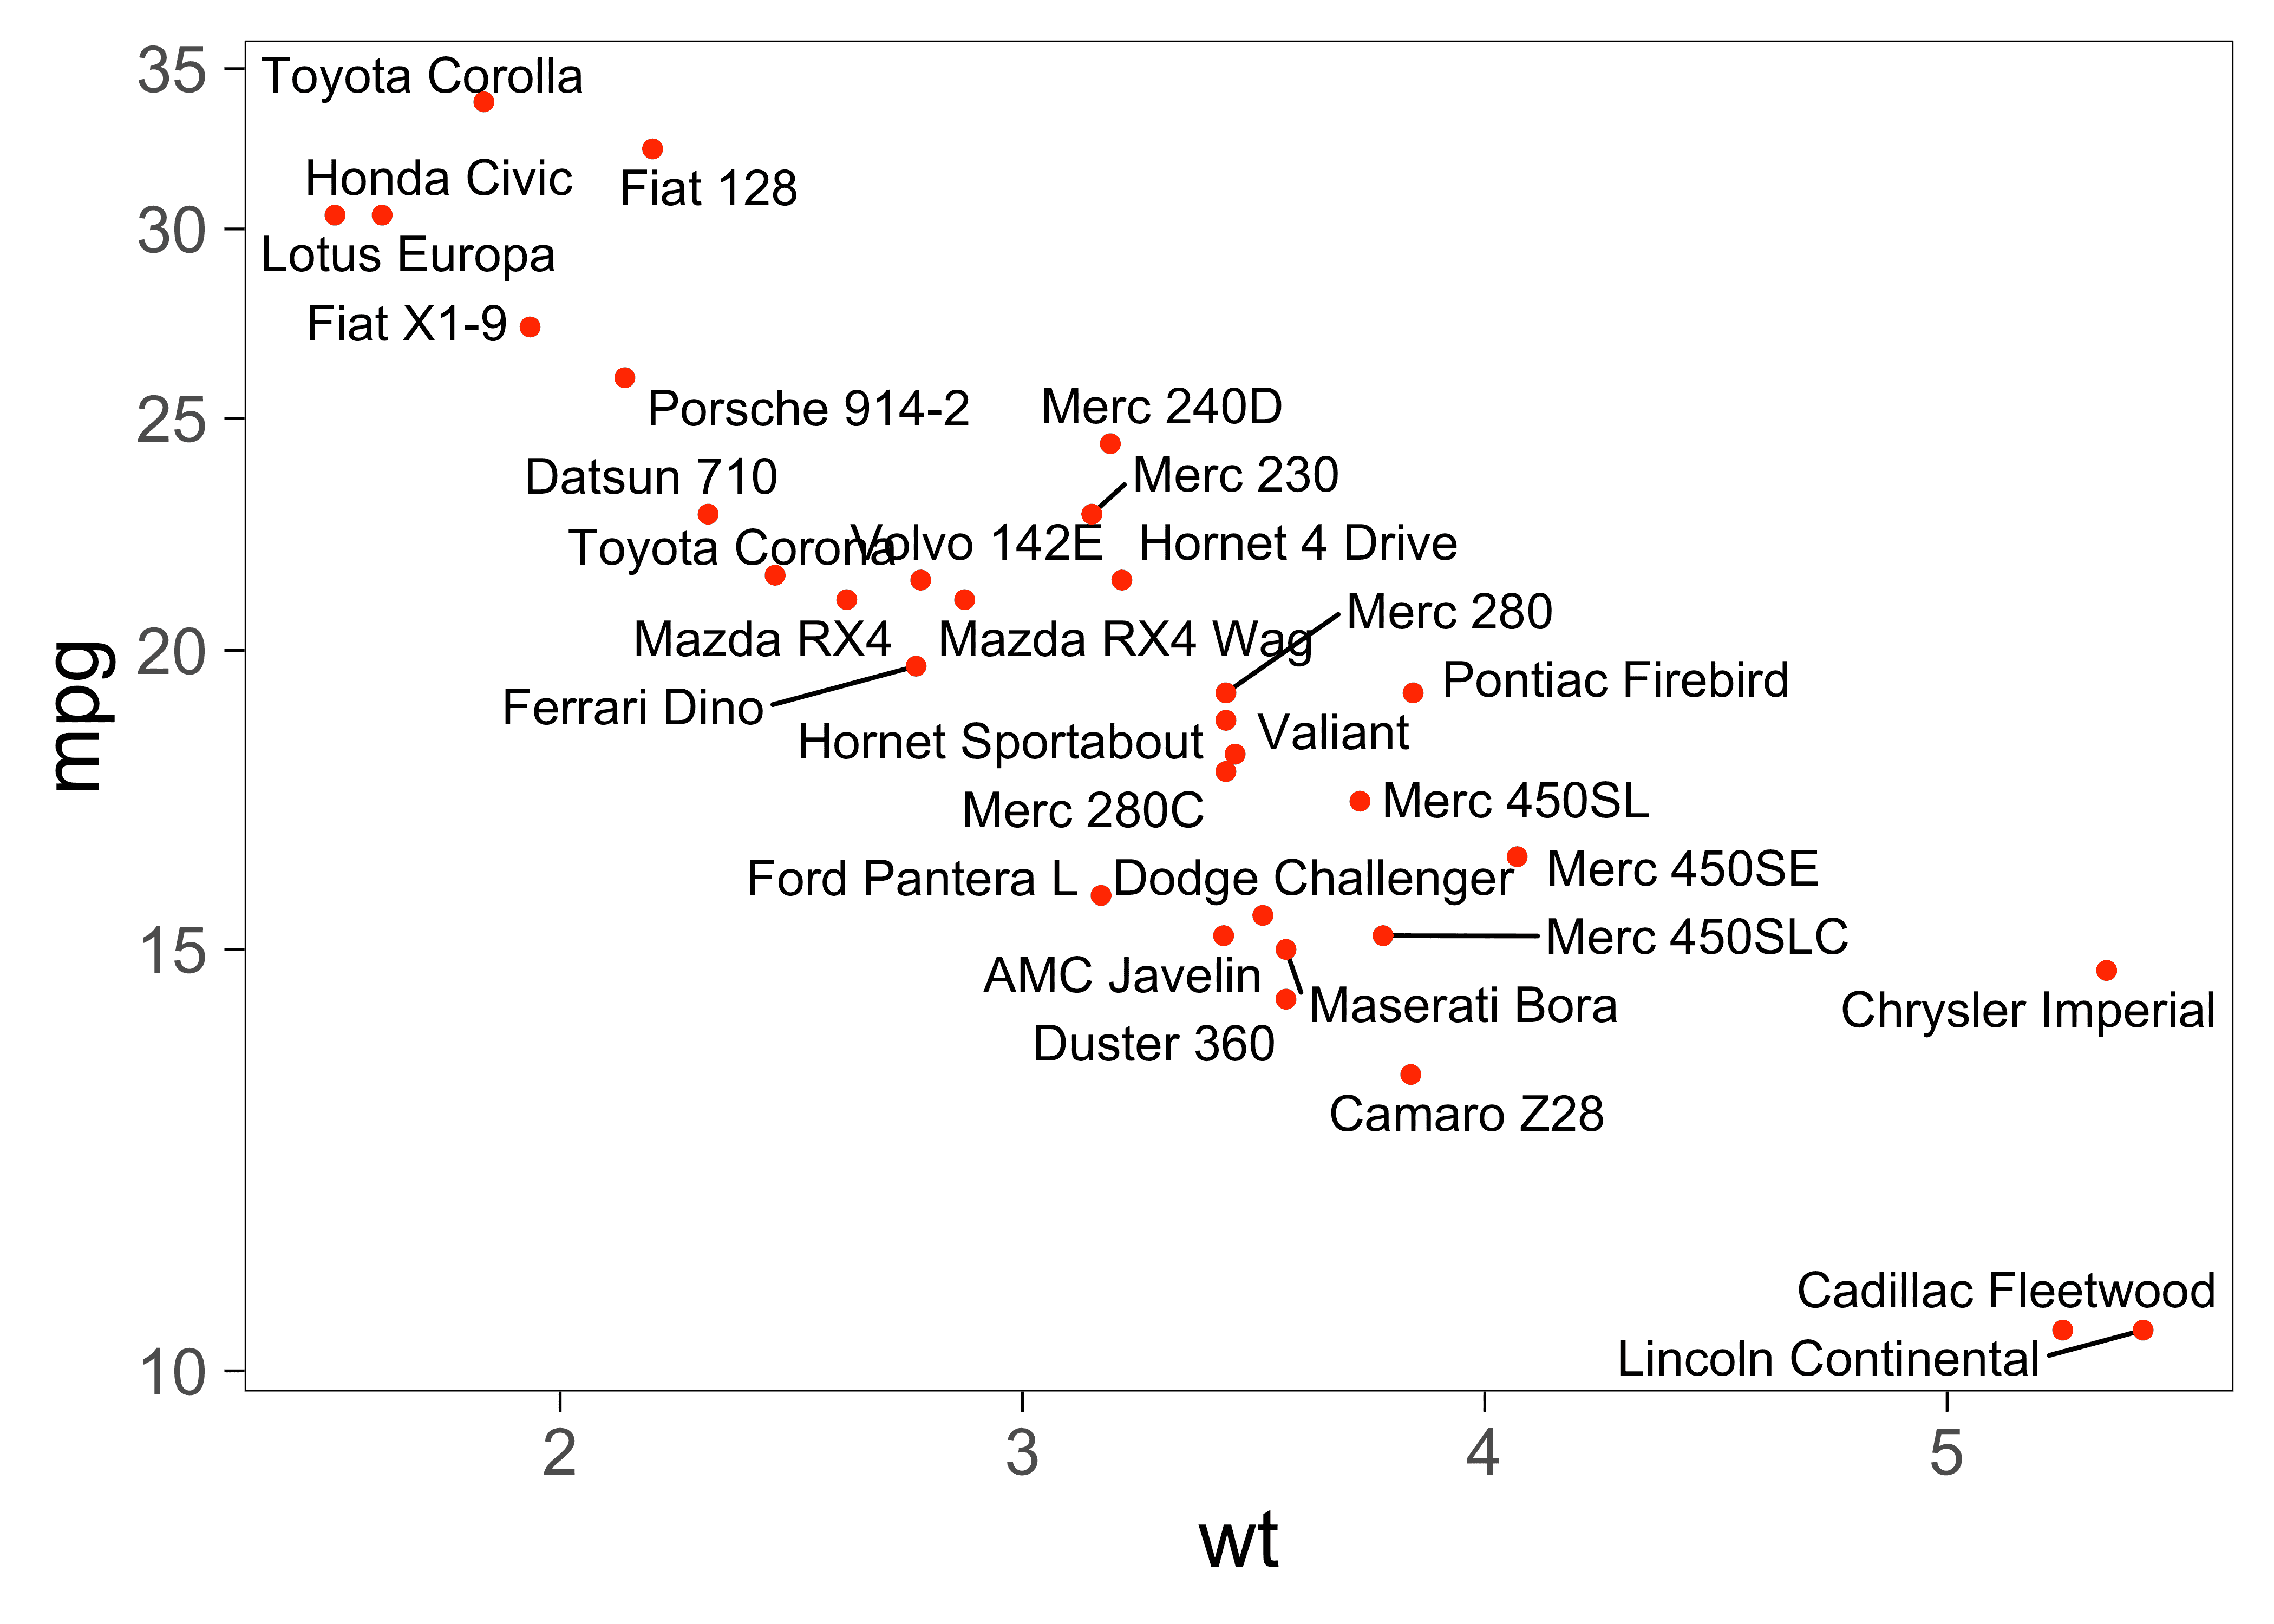 35
Toyota Corolla
Honda Civic
Fiat 128
30
Lotus Europa
Fiat X1-9
25
Porsche 914-2
Merc 240D
Datsun 710
Merc 230
Toyota Corona
Volvo 142E
Hornet 4 Drive
Merc 280
mpg
20
Mazda RX4
Mazda RX4 Wag
Pontiac Firebird
Ferrari Dino
Hornet Sportabout
Valiant
Merc 280C
Merc 450SL
Ford Pantera L
Dodge Challenger
Merc 450SE
15
Merc 450SLC
AMC Javelin
Maserati Bora
Chrysler Imperial
Duster 360
Camaro Z28
Cadillac Fleetwood
10
Lincoln Continental
2
3
4
5
wt